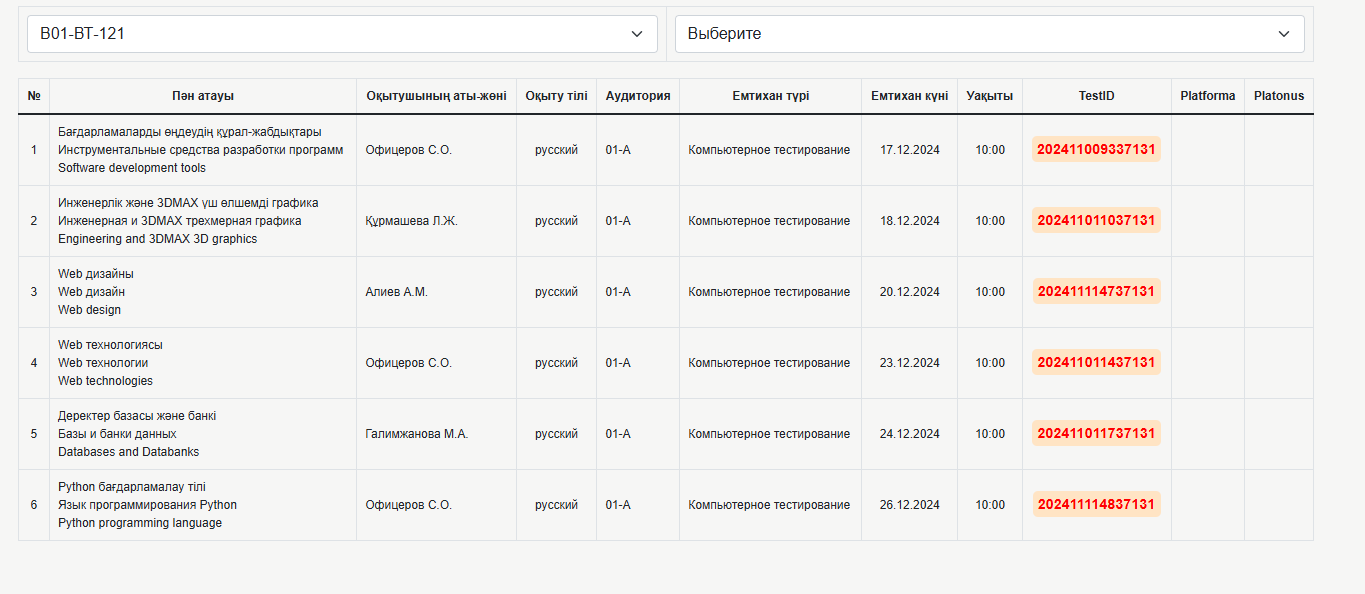 В01-ВТ-121
Выберите
№ Пән атауы Оқытушының аты-жөні Оқыту тілі Аудитория Емтихан түрі Емтихан күні Уақыты TestID Platforma Platonus
Бағдарламаларды өңдеудің құрал-жабдықтары
1 Инструментальные средства разработки программ Офицеров С.О. русский 01-А Компьютерное тестирование 17.12.2024 10:00 202411009337131
Software development tools
Инженерлік және 3DMAX үш өлшемді графика
2 Инженерная и 3DMAX трехмерная графика Құрмашева Л.Ж. русский 01-А Компьютерное тестирование 18.12.2024 10:00 202411011037131
Engineering and 3DMAX 3D graphics
Web дизайны
3 Web дизайн Алиев А.М. русский 01-А Компьютерное тестирование 20.12.2024 10:00 202411114737131
Web design
Web технологиясы
4 Web технологии Офицеров С.О. русский 01-А Компьютерное тестирование 23.12.2024 10:00 202411011437131
Web technologies
Деректер базасы және банкі
5 Базы и банки данных Галимжанова М.А. русский 01-А Компьютерное тестирование 24.12.2024 10:00 202411011737131
Databases and Databanks
Python бағдарламалау тілі
6 Язык программирования Python Офицеров С.О. русский 01-А Компьютерное тестирование 26.12.2024 10:00 202411114837131
Python programming language